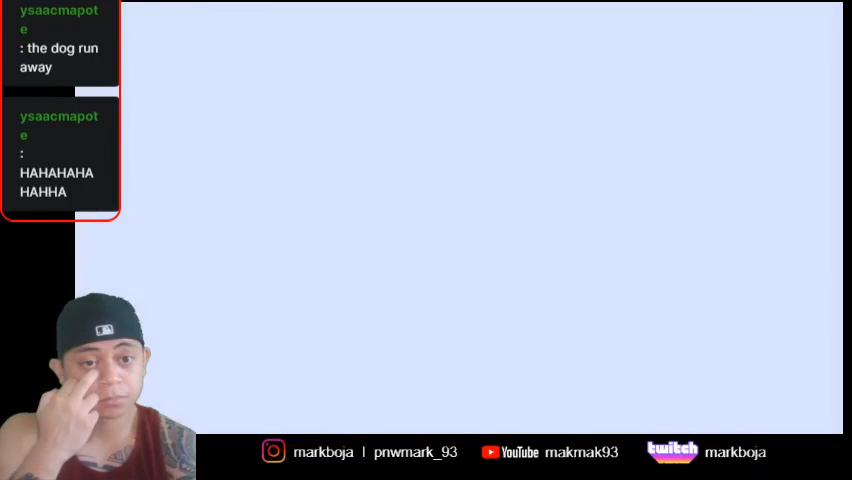 ysaacmapot
e
: the dog run
away
ysaacmapot
e
:
HAHAHAHA
HAHHA
markboja | pnwmark_93 YouTube makmak93 twitch markboja